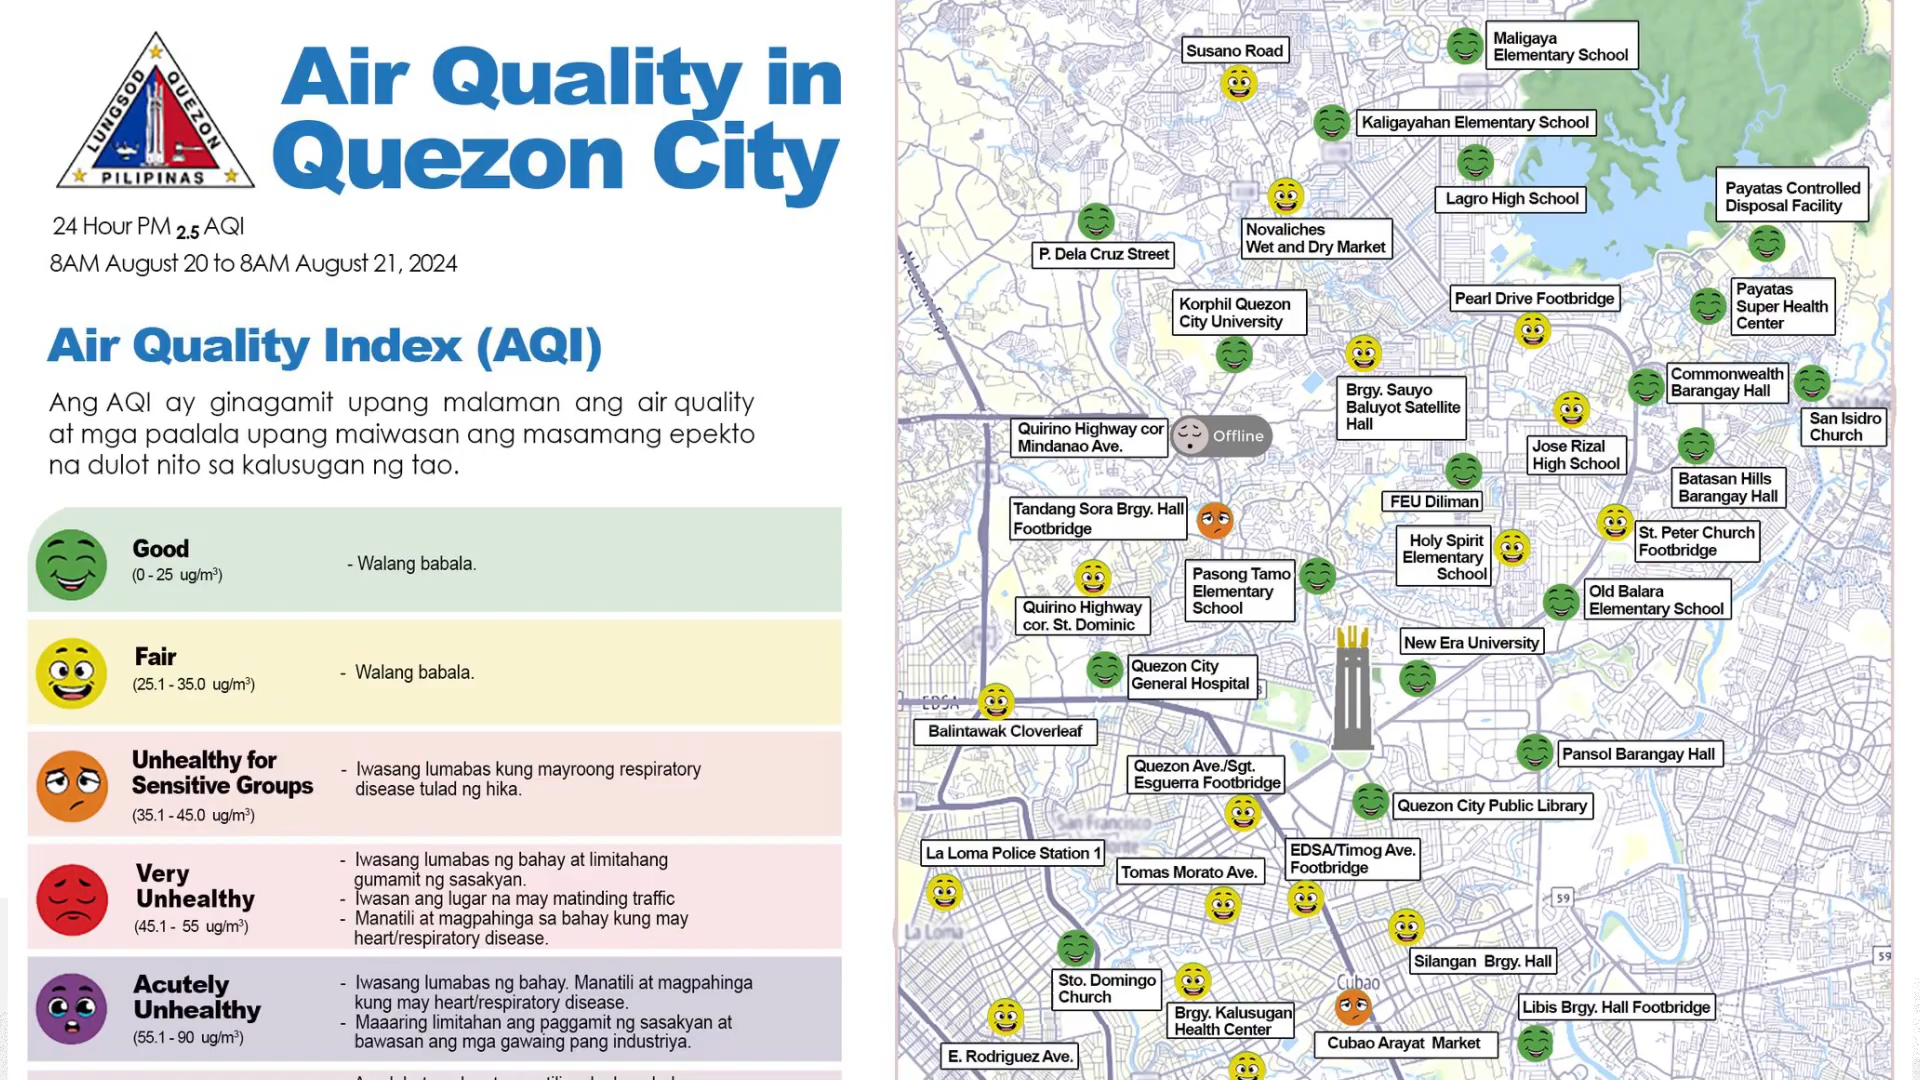 LUNGSOD QUEZON
PILIPINAS
Air Quality in
Quezon City
24 Hour PM 2.5 AQI
8AM August 20 to 8AM August 21, 2024
Air Quality Index (AQI)
Ang AQI ay ginagamit upang malaman ang air quality
at mga paalala upang maiwasan ang masamang epekto
na dulot nito sa kalusugan ng tao.
Good
(0 - 25 ug/m³)
- Walang babala.
Fair
(25.1 - 35.0 ug/m³)
- Walang babala.
Unhealthy for
Sensitive Groups
(35.1 - 45.0 ug/m³)
- Iwasang lumabas kung mayroong respiratory
disease tulad ng hika.
Very
Unhealthy
(45.1 - 55 ug/m³)
- Iwasang lumabas ng bahay at limitahang
gumamit ng sasakyan.
- Iwasan ang lugar na may matinding traffic
- Manatili at magpahinga sa bahay kung may
heart/respiratory disease.
Acutely
Unhealthy
(55.1 - 90 ug/m³)
- Iwasang lumabas ng bahay. Manatili at magpahinga
kung may heart/respiratory disease.
- Maaaring limitahan ang paggamit ng sasakyan at
bawasan ang mga gawaing pang industriya.
Susano Road
Maligaya
Elementary School
Kaligayahan Elementary School
Lagro High School
Payatas Controlled
Disposal Facility
P. Dela Cruz Street
Novaliches
Wet and Dry Market
Korphil Quezon
City University
Pearl Drive Footbridge
Payatas
Super Health
Center
Brgy. Sauyo
Baluyot Satellite
Hall
Commonwealth
Barangay Hall
San Isidro
Church
Quirino Highway cor
Mindanao Ave.
Offline
Jose Rizal
High School
Batasan Hills
Barangay Hall
FEU Diliman
Tandang Sora Brgy. Hall
Footbridge
Holy Spirit
Elementary
School
St. Peter Church
Footbridge
Pasong Tamo
Elementary
School
Quirino Highway
cor. St. Dominic
Old Balara
Elementary School
New Era University
Quezon City
General Hospital
EDSA
Balintawak Cloverleaf
Pansol Barangay Hall
Quezon Ave./Sgt.
Esguerra Footbridge
Quezon City Public Library
San Francisco
La Loma Police Station 1
EDSA/Timog Ave.
Footbridge
Tomas Morato Ave.
59
La Loma
Silangan Brgy. Hall
59
Sto. Domingo
Church
Cubao
Brgy. Kalusugan
Health Center
Libis Brgy. Hall Footbridge
Cubao Arayat Market
E. Rodriguez Ave.